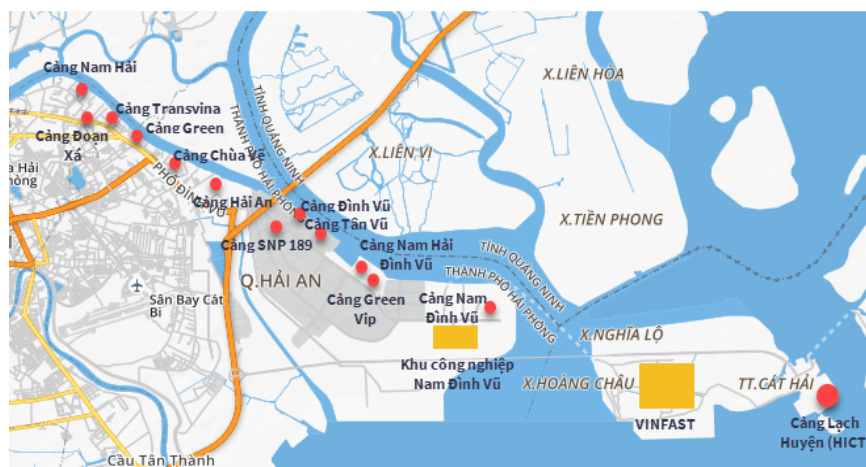 Cảng Nam Hải
Cảng Transvina
Cảng Green
Cảng Đoạn
Xá
Cảng Chùa Vẽ
PHỐ ĐÌNH VŨ
Cảng Hải An
TỈNH QUẢNG NINH
THÀNH PHỐ HẢI PHÒNG
X.LIÊN HÒA
X.LIÊN VỊ
X.TIỀN PHONG
Cảng Đình Vũ
Cảng Tân Vũ
Cảng SNP 189
Cảng Nam Hải
Đình Vũ
TỈNH QUẢNG NINH
THÀNH PHỐ HẢI PHÒNG
Q.HẢI AN
Sân Bay Cát
Bi
Cảng Green
Vip
Cảng Nam
Đình Vũ
Khu công nghiệp
Nam Đình Vũ
X.NGHĨA LỘ
X.HOÀNG CHÂU
TT.CÁT HẢI
VINFAST
Cảng Lạch
Huyện (HICT
Cầu Tân Thành